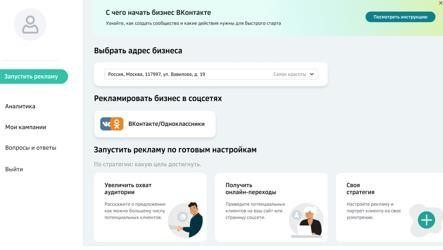 С чего начать бизнес ВКонтакте
Узнайте, как создать сообщество и какие действия нужны для быстрого старта
Посмотреть инструкцию
Запустить рекламу
Аналитика
Мои кампании
Вопросы и ответы
Выйти
Выбрать адрес бизнеса
Россия, Москва, 117997, ул. Вавилова, д. 19
Салон красоты
Рекламировать бизнес в соцсетях
ВКонтакте/Одноклассники
Запустить рекламу по готовым настройкам
По стратегии: какую цель достигнуть.
Увеличить охват
аудитории
Расскажите о предложении
как можно большему числу
потенциальных клиентов.
Получить
онлайн-переходы
Приведите потенциальных
клиентов на ваш сайт или
страницу соцсети.
Своя
стратегия
Настройте рекламу и
портрет клиента на свое
усмотрение.